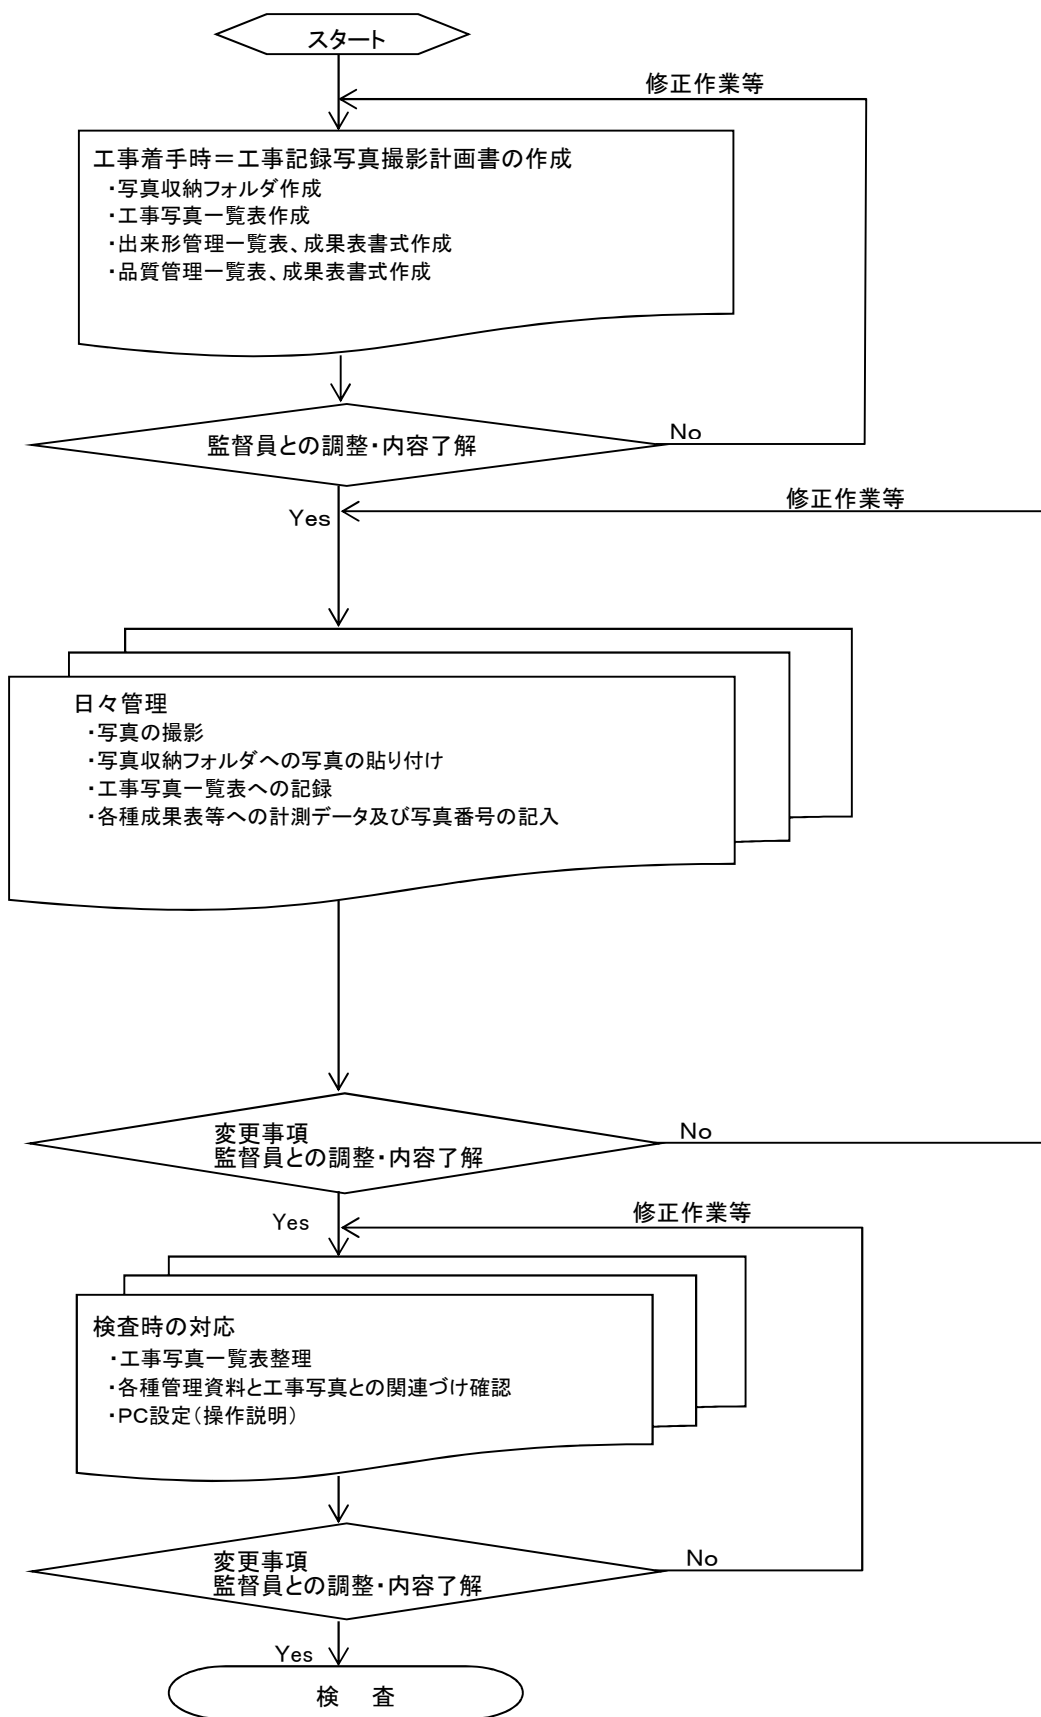 スタート
修正作業等
工事着手時＝工事記録写真撮影計画書の作成
・写真収納フォルダ作成
・工事写真一覧表作成
・出来形管理一覧表、成果表書式作成
・品質管理一覧表、成果表書式作成
No
監督員との調整・内容了解
修正作業等
Yes
日々管理
・写真の撮影
・写真収納フォルダへの写真の貼り付け
・工事写真一覧表への記録
・各種成果表等への計測データ及び写真番号の記入
No
変更事項
監督員との調整・内容了解
Yes
修正作業等
検査時の対応
・工事写真一覧表整理
・各種管理資料と工事写真との関連づけ確認
・PC設定（操作説明）
No
変更事項
監督員との調整・内容了解
Yes
検　査